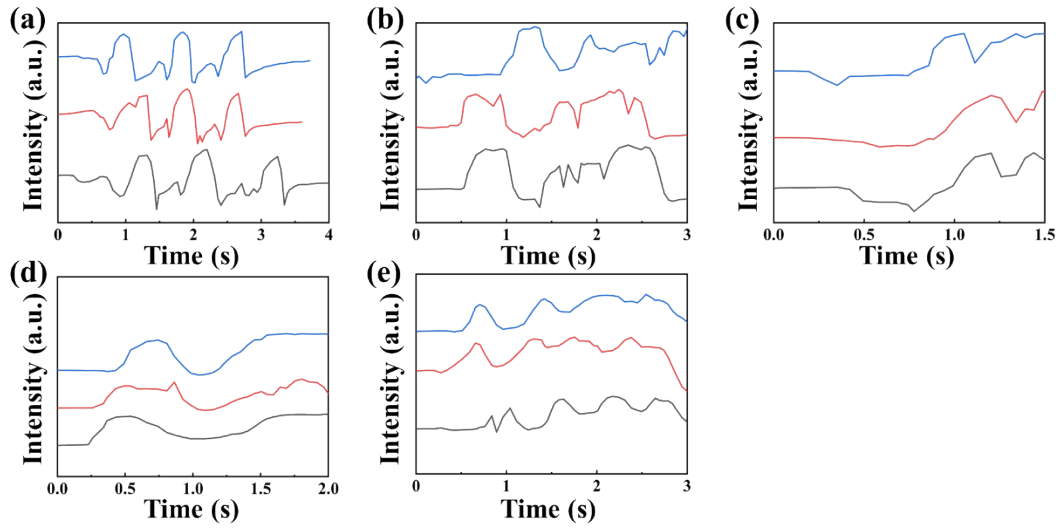 (a)
Intensity (a.u.)
0 1 2 3 4
Time (s)
(b)
Intensity (a.u.)
0 1 2 3
Time (s)
(c)
Intensity (a.u.)
0.0 0.5 1.0 1.5
Time (s)
(d)
Intensity (a.u.)
0.0 0.5 1.0 1.5 2.0
Time (s)
(e)
Intensity (a.u.)
0 1 2 3
Time (s)